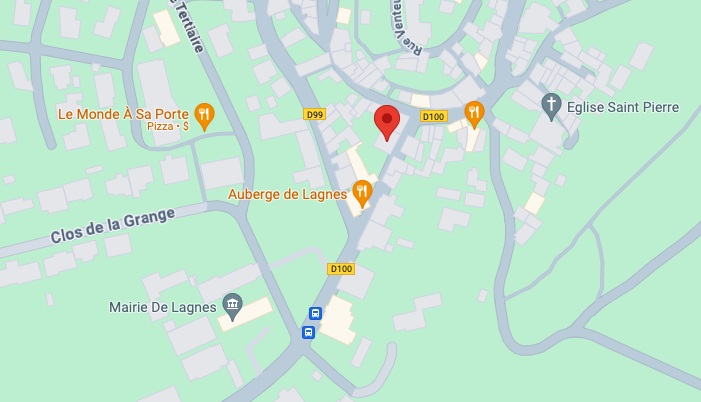 Tertiaire
Rue Vente
Le Monde À Sa Porte
Pizza • $
D99
D100
Eglise Saint Pierre
Auberge de Lagnes
Clos de la Grange
D100
Mairie De Lagnes